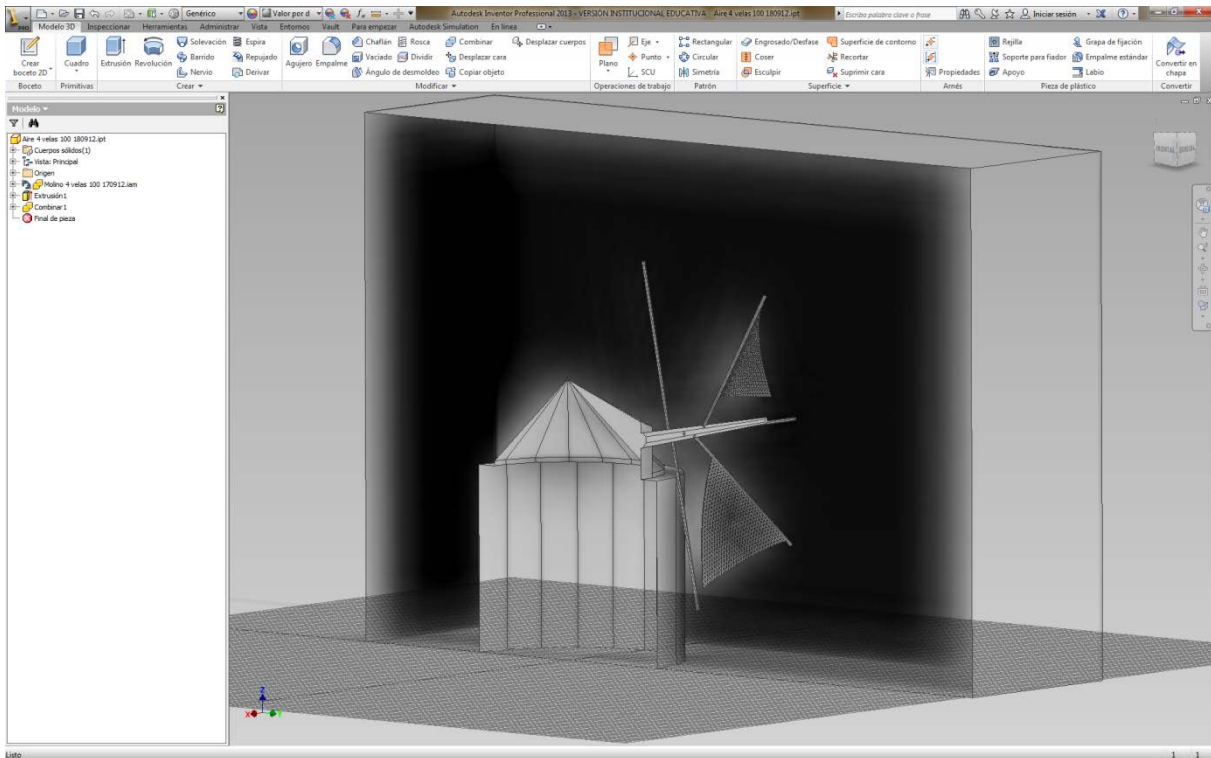 Genérico
Valor por d
Autodesk Inventor Professional 2013 - VERSIÓN INSTITUCIONAL EDUCATIVA
Aire 4 velas 100 180912.ipt
Escriba palabra clave o frase
Iniciar sesión
PRO
Modelo 3D
Inspeccionar
Herramientas
Administrar
Vista
Entornos
Vault
Para empezar
Autodesk Simulation
En línea
Crear boceto 2D
Cuadro
Extrusión
Revolución
Solevación
Barrido
Nervio
Espira
Repujado
Derivar
Agujero
Empalme
Chaflán
Vaciado
Ángulo de desmoldeo
Rosca
Dividir
Combinar
Desplazar cara
Copiar objeto
Desplazar cuerpos
Plano
Eje
Punto
SCU
Rectangular
Circular
Simetría
Engrosado/Desfase
Coser
Esculpir
Superficie de contorno
Recortar
Suprimir cara
Propiedades
Rejilla
Soporte para fiador
Apoyo
Grapa de fijación
Empalme estándar
Labio
Convertir en chapa
Boceto
Primitivas
Crear
Modificar
Operaciones de trabajo
Patrón
Superficie
Arnés
Pieza de plástico
Convertir
Modelo
Aire 4 velas 100 180912.ipt
Cuerpos sólidos(1)
Vista: Principal
Origen
Molino 4 velas 100 170912.iam
Extrusión1
Combinar1
Final de pieza
FRONTAL
Z
X
Y
Listo
1 1